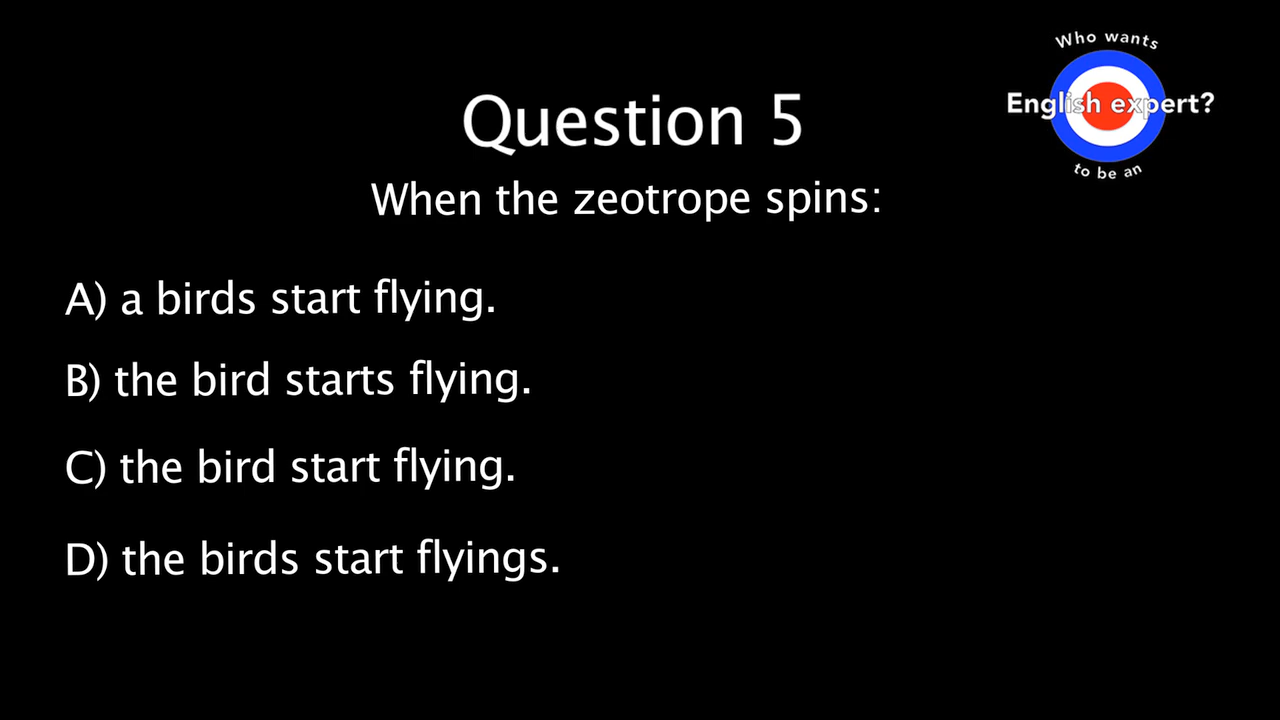 Who wants
English expert?
to be an
Question 5
When the zeotrope spins:
A) a birds start flying.
B) the bird starts flying.
C) the bird start flying.
D) the birds start flyings.